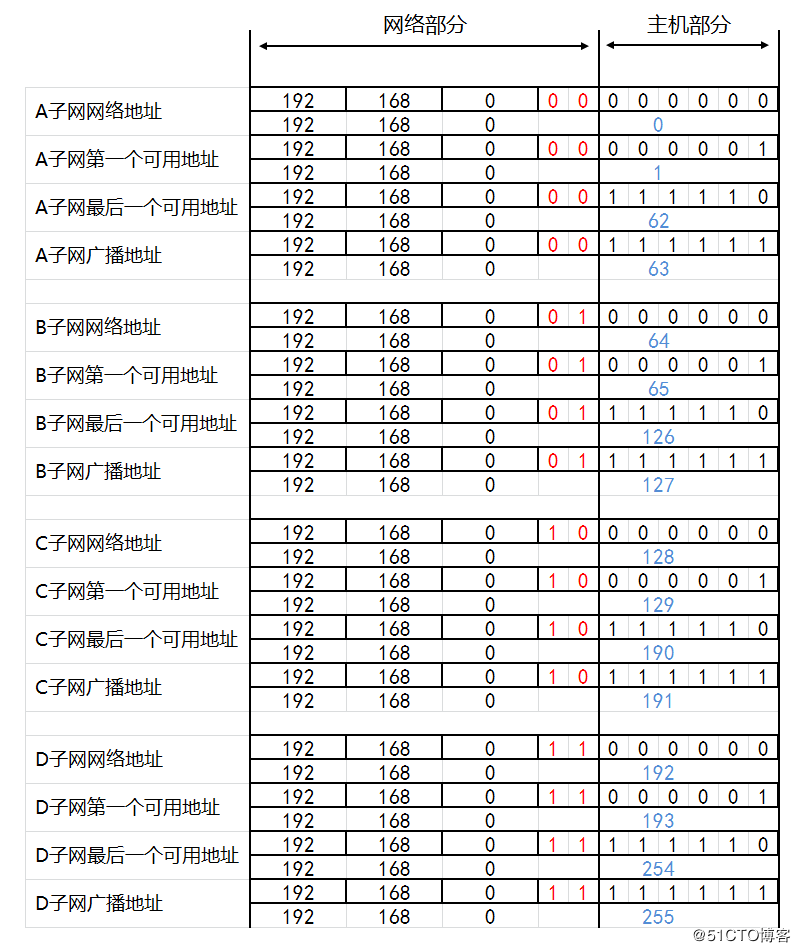 网络部分 主机部分
A子网网络地址 192 168 0 0 0 0 0 0 0 0 0
192 168 0 0
A子网第一个可用地址 192 168 0 0 0 0 0 0 0 0 1
192 168 0 1
A子网最后一个可用地址 192 168 0 0 0 1 1 1 1 1 0
192 168 0 62
A子网广播地址 192 168 0 0 0 1 1 1 1 1 1
192 168 0 63
B子网网络地址 192 168 0 0 1 0 0 0 0 0 0
192 168 0 64
B子网第一个可用地址 192 168 0 0 1 0 0 0 0 0 1
192 168 0 65
B子网最后一个可用地址 192 168 0 0 1 1 1 1 1 1 0
192 168 0 126
B子网广播地址 192 168 0 0 1 1 1 1 1 1 1
192 168 0 127
C子网网络地址 192 168 0 1 0 0 0 0 0 0 0
192 168 0 128
C子网第一个可用地址 192 168 0 1 0 0 0 0 0 0 1
192 168 0 129
C子网最后一个可用地址 192 168 0 1 0 1 1 1 1 1 0
192 168 0 190
C子网广播地址 192 168 0 1 0 1 1 1 1 1 1
192 168 0 191
D子网网络地址 192 168 0 1 1 0 0 0 0 0 0
192 168 0 192
D子网第一个可用地址 192 168 0 1 1 0 0 0 0 0 1
192 168 0 193
D子网最后一个可用地址 192 168 0 1 1 1 1 1 1 1 0
192 168 0 254
D子网广播地址 192 168 0 1 1 1 1 1 1 1 1
192 168 0 255
@51CTO博客